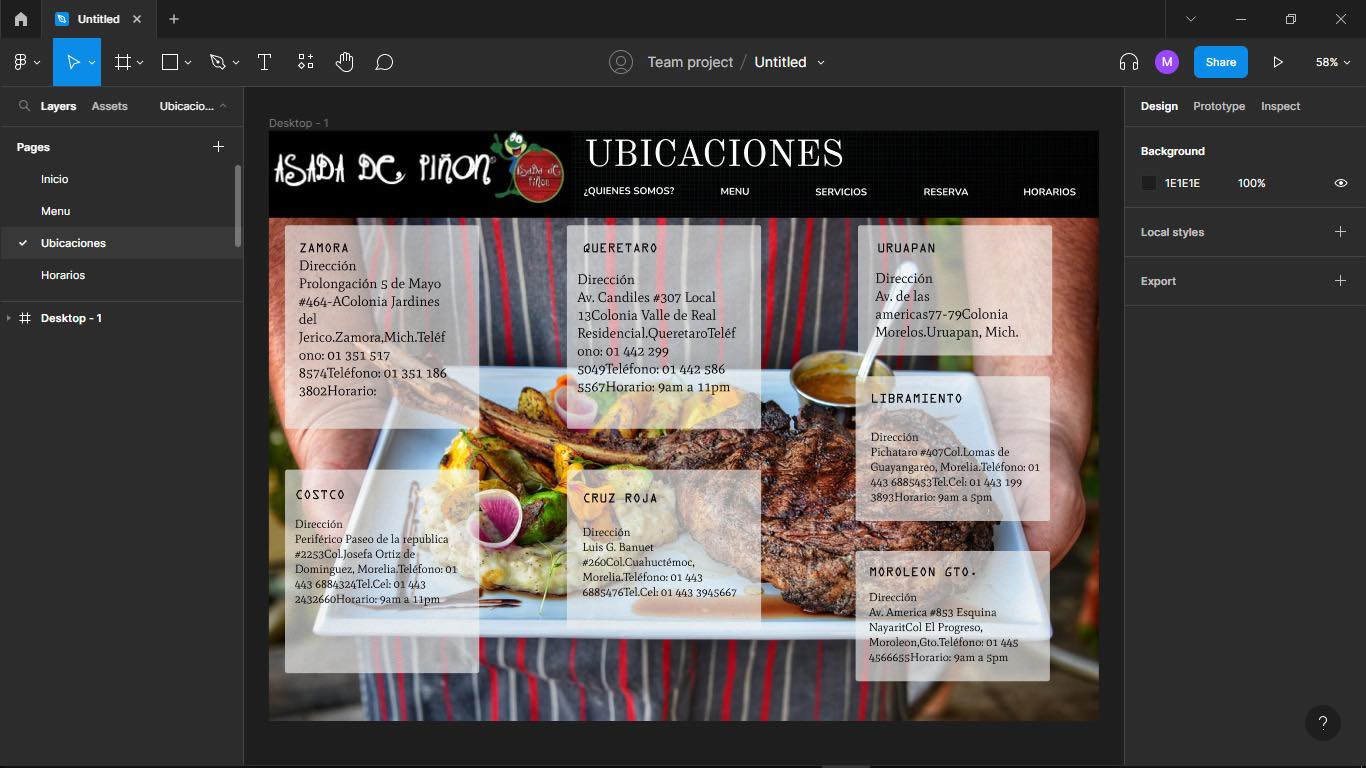 Untitled
Team project / Untitled
M
Share
58%
Layers
Assets
Ubicacio...
Pages
Inicio
Menu
Ubicaciones
Horarios
Desktop - 1
Desktop - 1
ASADA DE PIÑON
ASADA DE
PIÑON
UBICACIONES
¿QUIENES SOMOS?
MENU
SERVICIOS
RESERVA
HORARIOS
ZAMORA
Dirección
Prolongación 5 de Mayo
#464-AColonia Jardines
del
Jerico.Zamora,Mich.Teléf
ono: 01 351 517
8574Teléfono: 01 351 186
3802Horario:
QUERETARO
Dirección
Av. Candiles #307 Local
13Colonia Valle de Real
Residencial.QueretaroTeléf
ono: 01 442 299
5049Teléfono: 01 442 586
5567Horario: 9am a 11pm
URUAPAN
Dirección
Av. de las
americas77-79Colonia
Morelos.Uruapan, Mich.
LIBRAMIENTO
Dirección
Pichataro #407Col.Lomas de
Guayangareo, Morelia.Teléfono: 01
443 6885453Tel.Cel: 01 443 199
3893Horario: 9am a 5pm
COSTCO
Dirección
Periférico Paseo de la republica
#2253Col.Josefa Ortiz de
Dominguez, Morelia.Teléfono: 01
443 6884324Tel.Cel: 01 443
2432660Horario: 9am a 11pm
CRUZ ROJA
Dirección
Luis G. Banuet
#260Col.Cuahuctémoc,
Morelia.Teléfono: 01 443
6885476Tel.Cel: 01 443 3945667
MOROLEON GTO.
Dirección
Av. America #853 Esquina
NayaritCol El Progreso,
Moroleon,Gto.Teléfono: 01 445
4566655Horario: 9am a 5pm
Design
Prototype
Inspect
Background
1E1E1E
100%
Local styles
Export
?